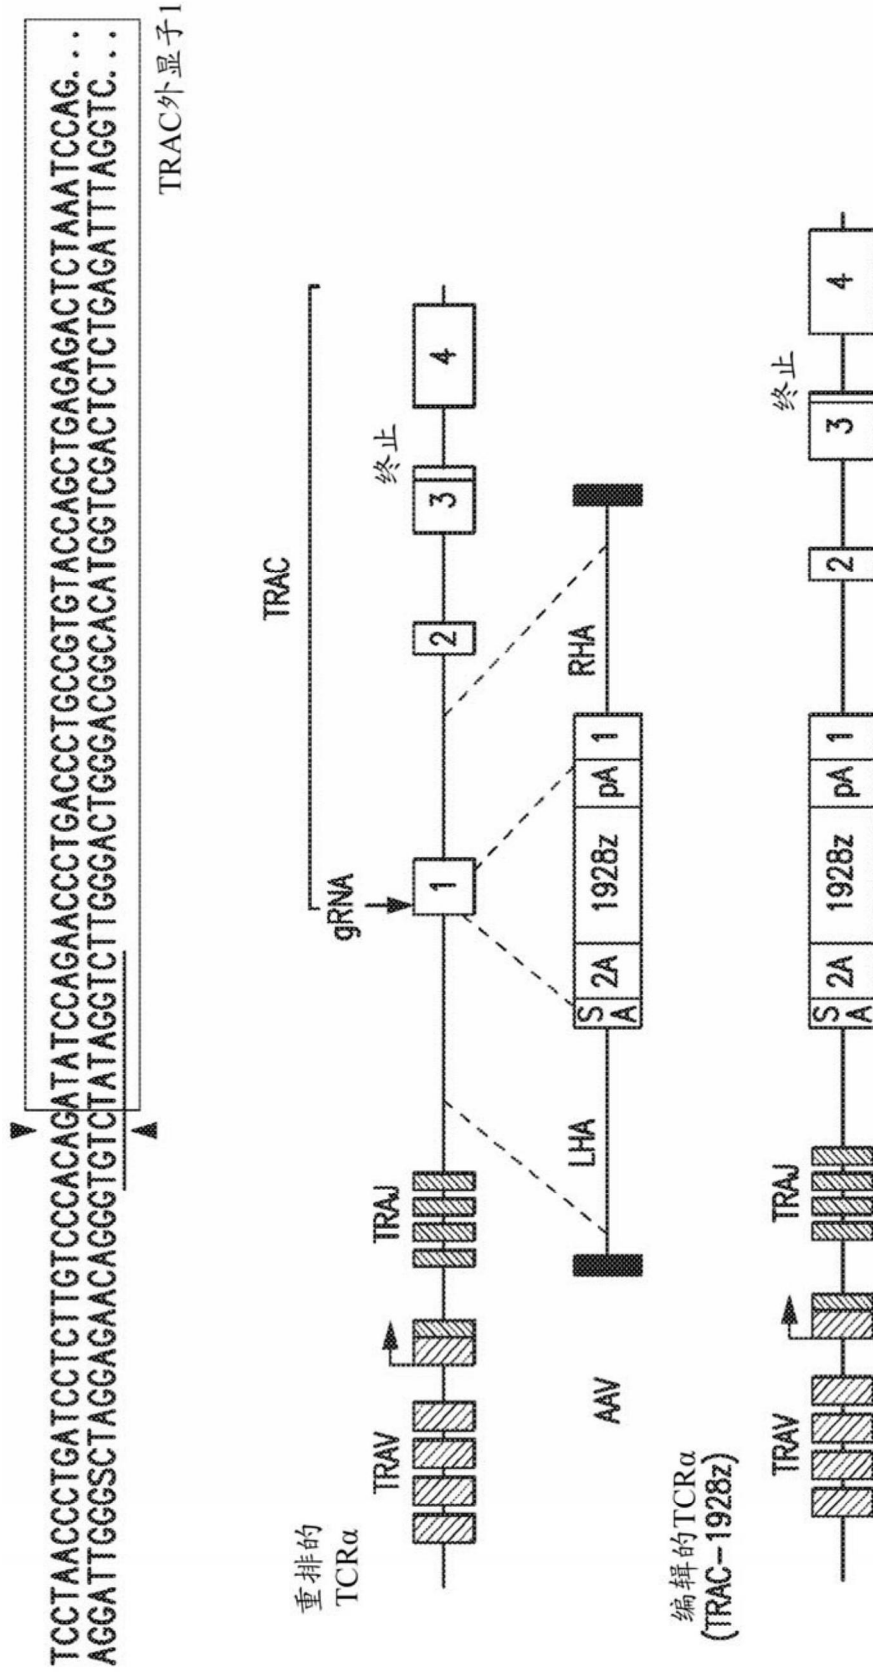 TCCTAACCCTGATCCTCTTGTCCCACAGATATCCAGAACCCTGACCCTGCCGTGTACCAGCTGAGAGACTCTAAATCCAG...
AGGATTGGGSCTAGGAGAACAGGGTGTCTATAGGTCTTGGGACTGGGACGGCACATGGTCGACTCTCTGAGATTTAGGTC...
TRAC外显子1
TRAC
重排的
TCRα
TRAV
TRAJ
gRNA
1
2
3
终止
4
AAV
LHA
SA
2A
1928z
pA
1
RHA
编辑的TCRα
(TRAC-1928z)
TRAV
TRAJ
SA
2A
1928z
pA
1
2
3
终止
4